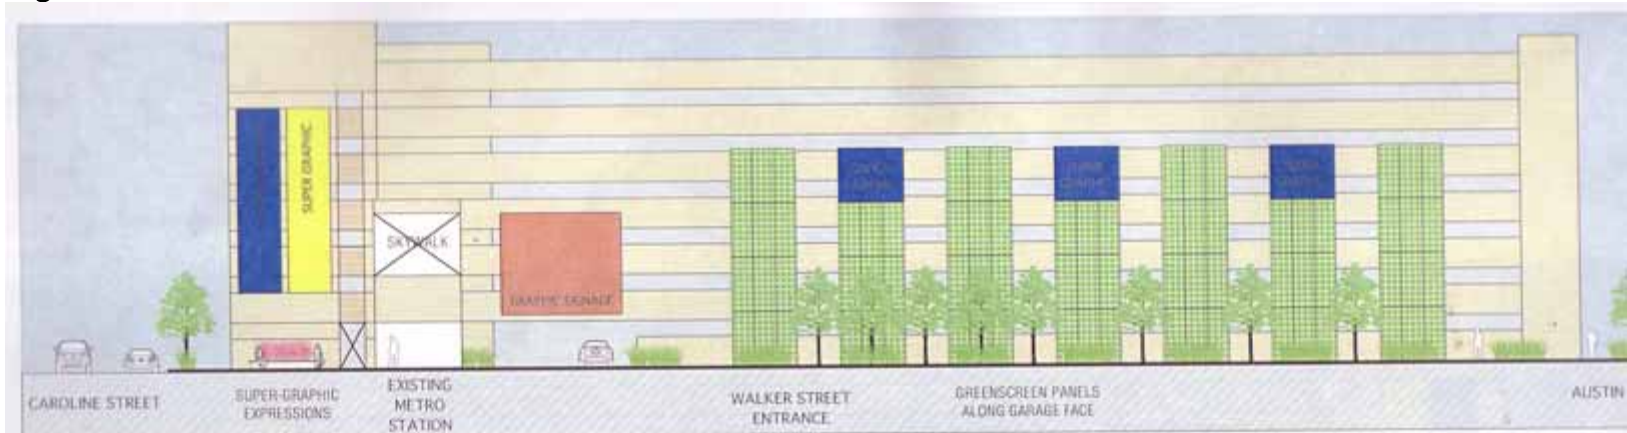 SUPER GRAPHIC
SKYWALK
GRAPHIC SIGNAGE
CAROLINE STREET
SUPER-GRAPHIC
EXPRESSIONS
EXISTING
METRO
STATION
WALKER STREET
ENTRANCE
GREENSCREEN PANELS
ALONG GARAGE FACE
AUSTIN